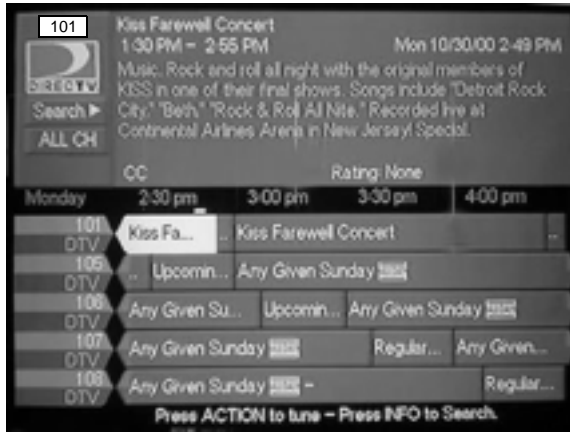 101
Kiss Farewell Concert
1:30 PM - 2:55 PM Mon 10/30/00 2:49 PM
DIRECTV
Music. Rock and roll all night with the original members of
KISS in one of their final shows. Songs include "Detroit Rock
Search City." "Beth." "Rock & Roll All Nite." Recorded live at
ALL CH Continental Airlines Arena in New Jersey! Special.
CC Rating: None
Monday 2:30 pm 3:00 pm 3:30 pm 4:00 pm
101 DTV Kiss Fa... .. Kiss Farewell Concert ..
105 DTV .. Upcomin... Any Given Sunday
106 DTV Any Given Su... Upcomin... Any Given Sunday
107 DTV Any Given Sunday Regular... Any Given...
108 DTV Any Given Sunday - Regular...
Press ACTION to tune - Press INFO to Search.